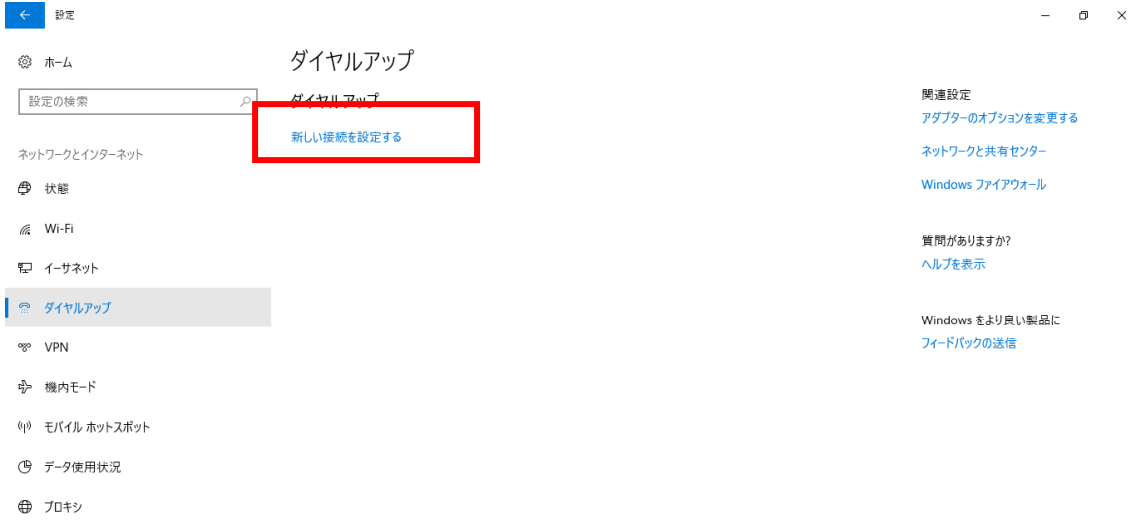 設定
ホーム
設定の検索
ネットワークとインターネット
状態
Wi-Fi
イーサネット
ダイヤルアップ
VPN
機内モード
モバイル ホットスポット
データ使用状況
プロキシ
ダイヤルアップ
ダイヤルアップ
新しい接続を設定する
関連設定
アダプターのオプションを変更する
ネットワークと共有センター
Windows ファイアウォール
質問がありますか?
ヘルプを表示
Windows をより良い製品に
フィードバックの送信